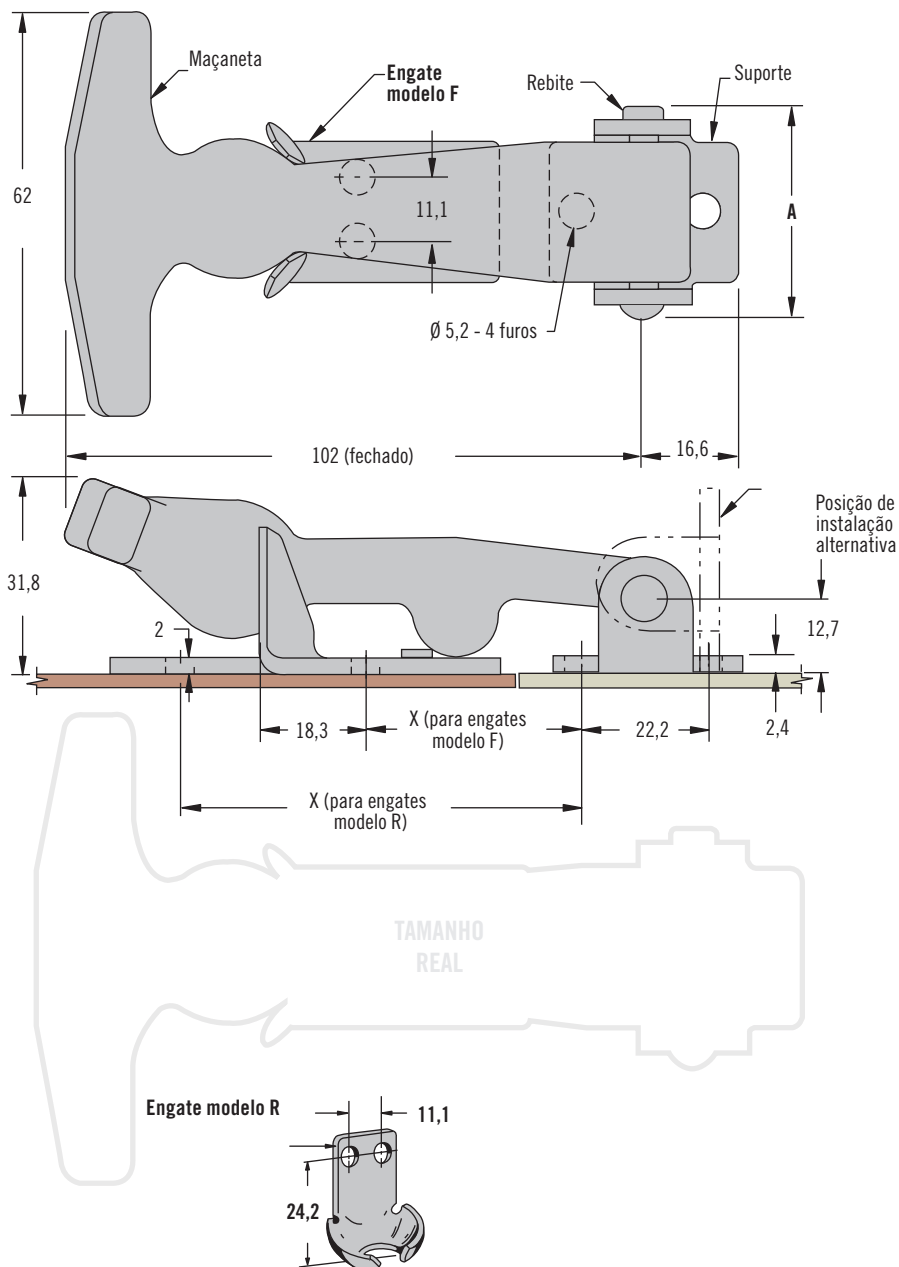 Maçaneta
Engate
modelo F
Rebite
Suporte
62
11,1
A
Ø 5,2 - 4 furos
102 (fechado)
16,6
Posição de
instalação
alternativa
31,8
2
12,7
18,3
X (para engates
modelo F)
22,2
2,4
X (para engates
modelo R)
TAMANHO
REAL
Engate modelo R
11,1
24,2